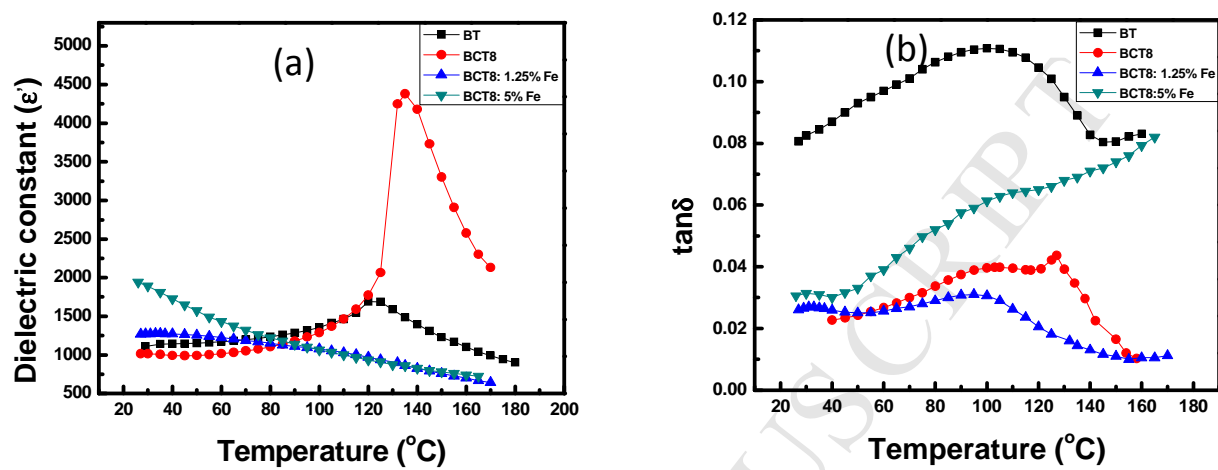 (a)
BT
BCT8
BCT8: 1.25% Fe
BCT8: 5% Fe
Dielectric constant (ε')
5000
4500
4000
3500
3000
2500
2000
1500
1000
500
20 40 60 80 100 120 140 160 180 200
Temperature (°C)
(b)
BT
BCT8
BCT8: 1.25% Fe
BCT8:5% Fe
tanδ
0.12
0.10
0.08
0.06
0.04
0.02
0.00
20 40 60 80 100 120 140 160 180
Temperature (°C)
USCRIPT